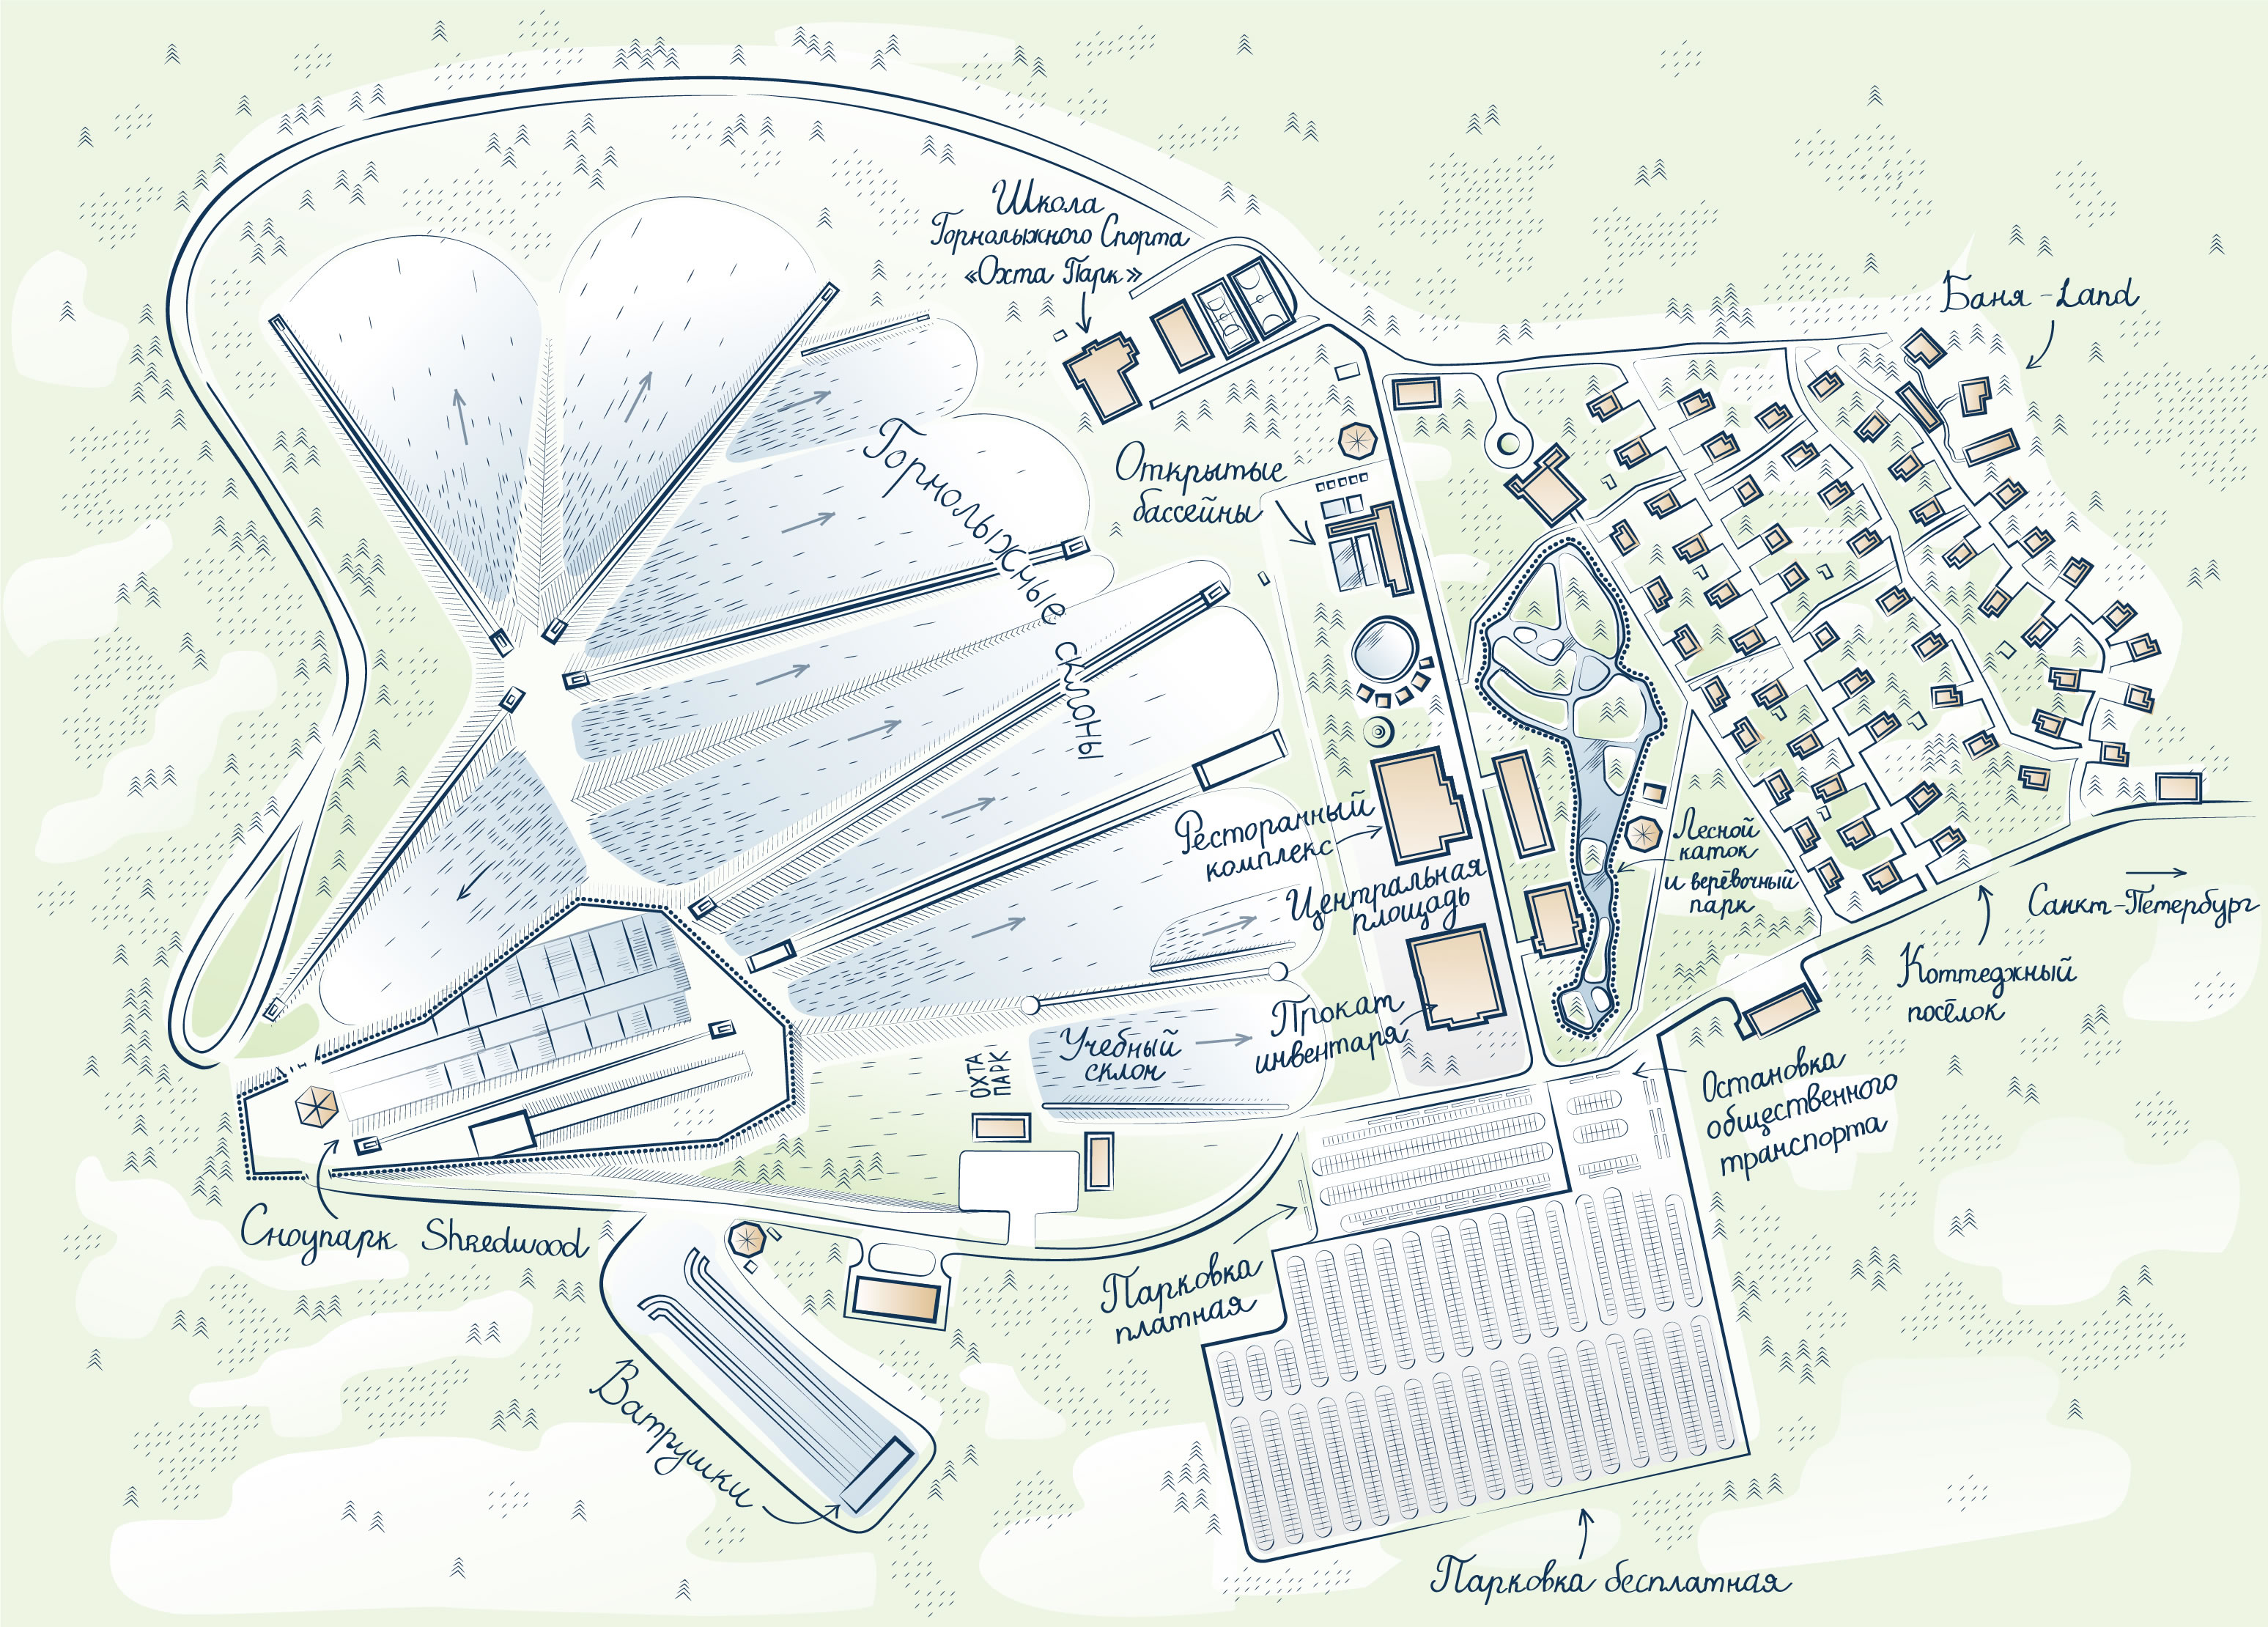 Школа
Горнолыжного Спорта
«Охта Парк»
Баня-Land
Горнолыжные склоны
Открытые
бассейны
Ресторанный
комплекс
Центральная
площадь
Лесной
каток
и верёвочный
парк
Санкт-Петербург
Коттеджный
посёлок
Прокат
инвентаря
Учебный
склон
ОХТА
ПАРК
Остановка
общественного
транспорта
Сноупарк Shredwood
Парковка
платная
Ватрушки
Парковка бесплатная